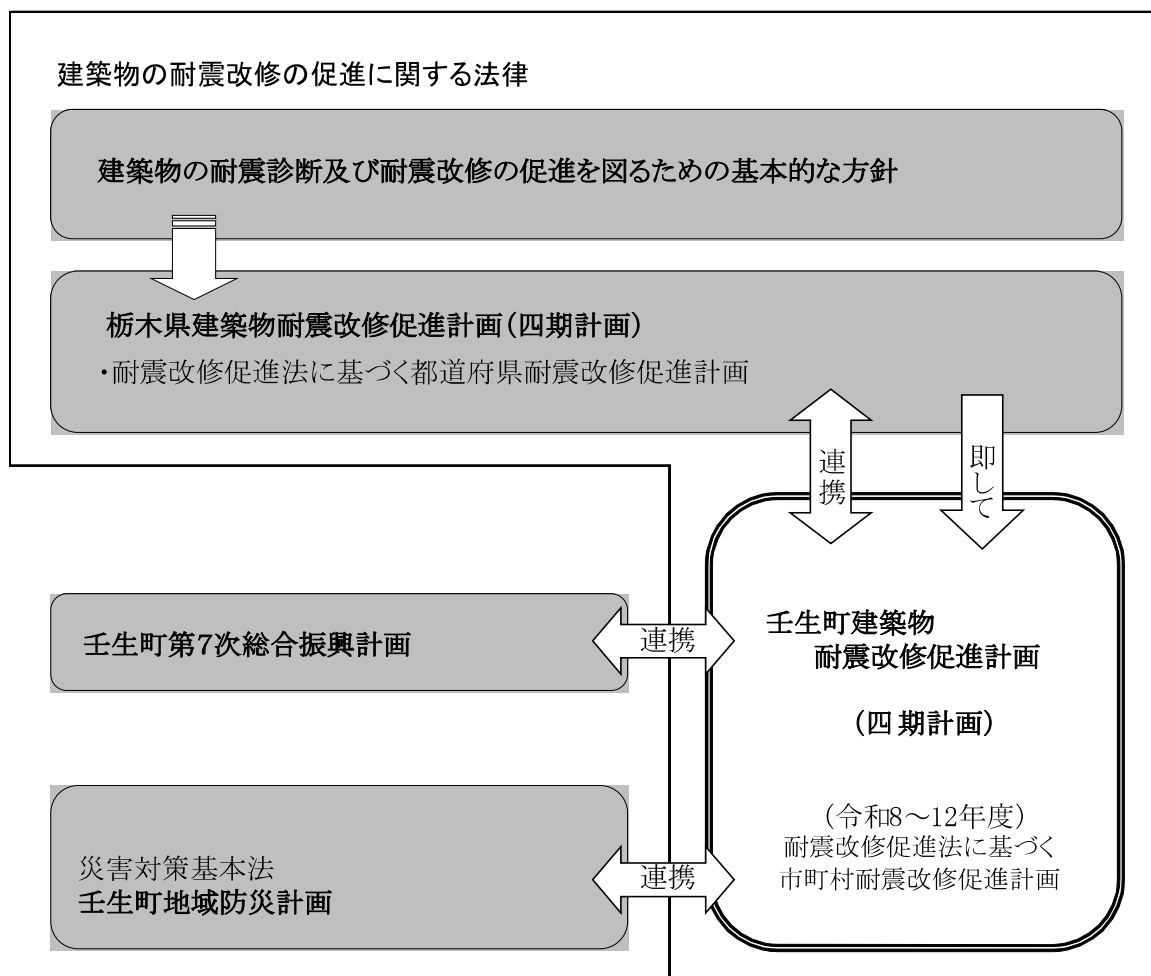 建築物の耐震改修の促進に関する法律
建築物の耐震診断及び耐震改修の促進を図るための基本的な方針
栃木県建築物耐震改修促進計画(四期計画)
・耐震改修促進法に基づく都道府県耐震改修促進計画
連携
即して
壬生町第7次総合振興計画
連携
壬生町建築物
耐震改修促進計画
(四期計画)
(令和8～12年度)
耐震改修促進法に基づく
市町村耐震改修促進計画
災害対策基本法
壬生町地域防災計画
連携